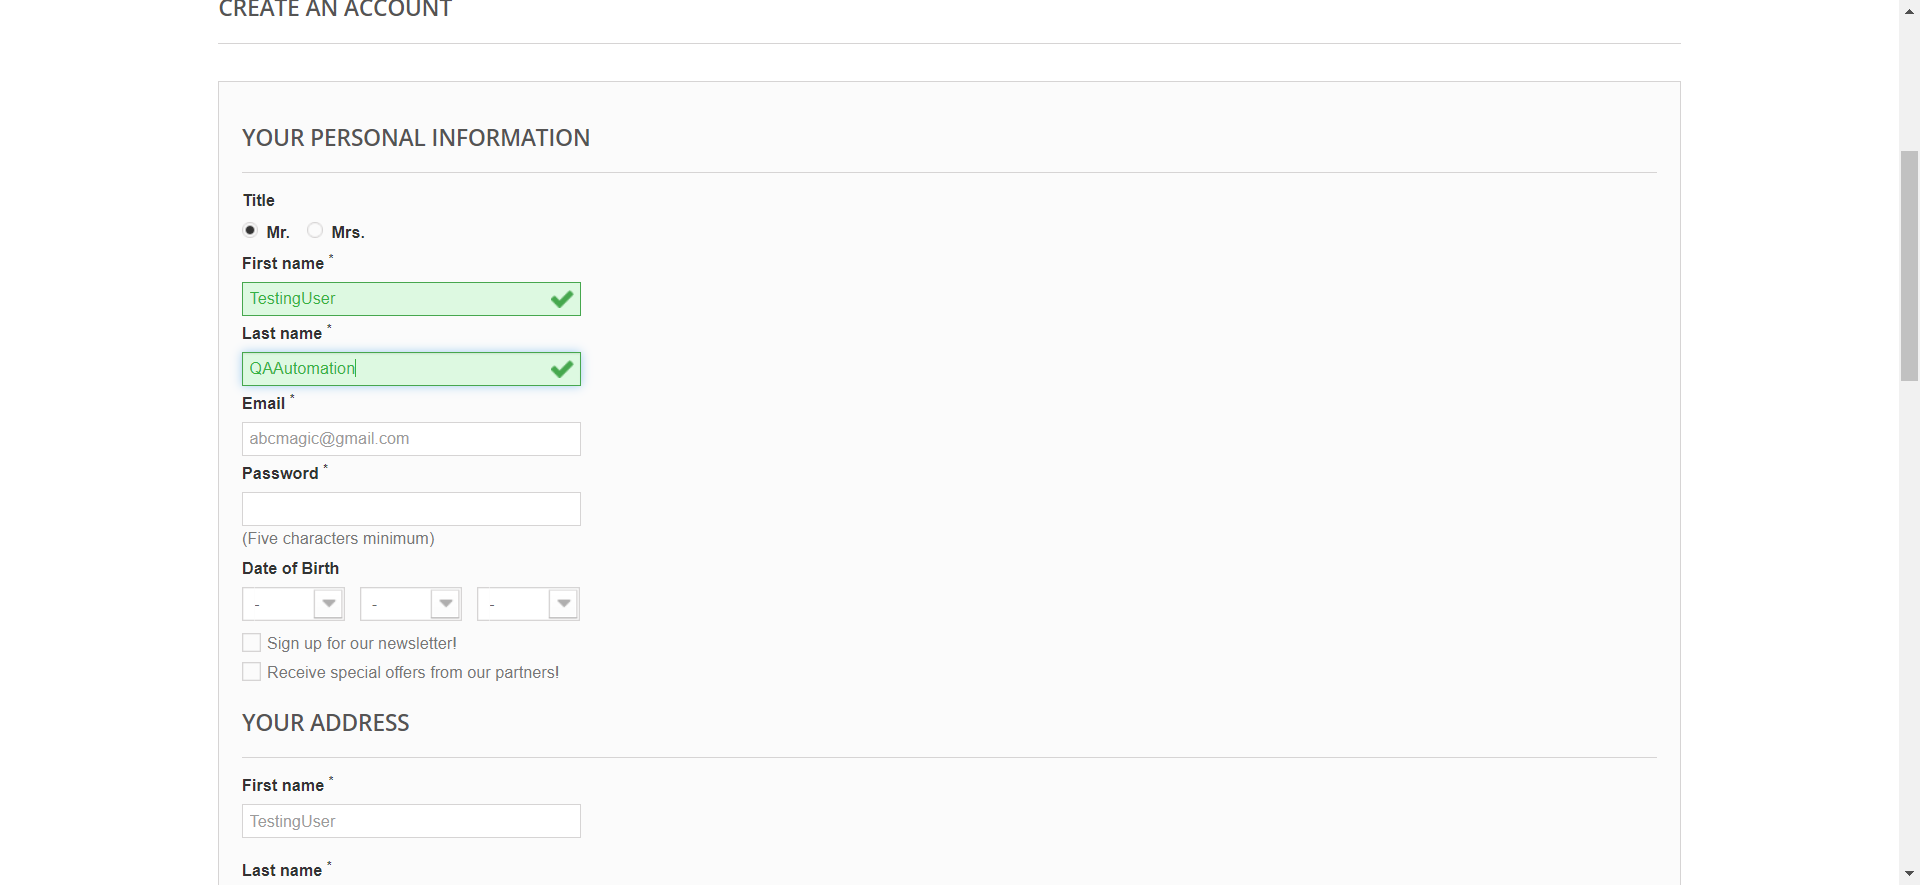 CREATE AN ACCOUNT
YOUR PERSONAL INFORMATION
Title
Mr. Mrs.
First name *
TestingUser
Last name *
QAAutomation
Email *
abcmagic@gmail.com
Password *
(Five characters minimum)
Date of Birth
- - -
Sign up for our newsletter!
Receive special offers from our partners!
YOUR ADDRESS
First name *
TestingUser
Last name *